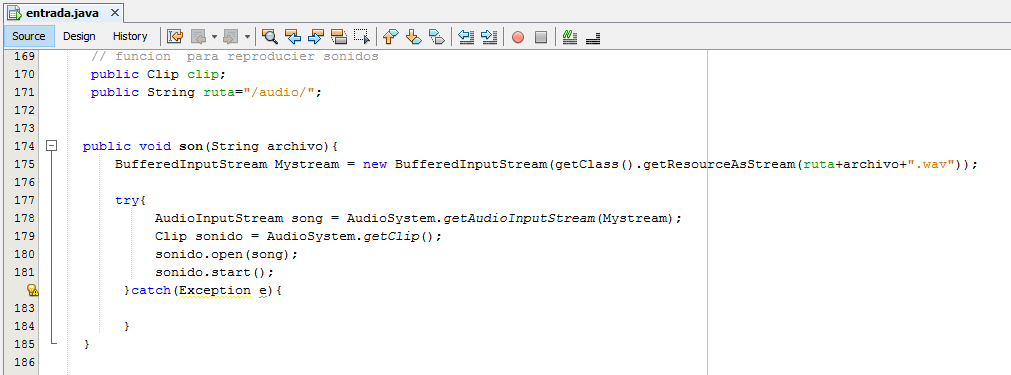 entrada.java
Source Design History
169 // funcion para reproducier sonidos
170 public Clip clip;
171 public String ruta="/audio/";
172
173
174 public void son(String archivo){
175 BufferedInputStream Mystream = new BufferedInputStream(getClass().getResourceAsStream(ruta+archivo+".wav"));
176
177 try{
178 AudioInputStream song = AudioSystem.getAudioInputStream(Mystream);
179 Clip sonido = AudioSystem.getClip();
180 sonido.open(song);
181 sonido.start();
}catch(Exception e){
183
184 }
185 }
186